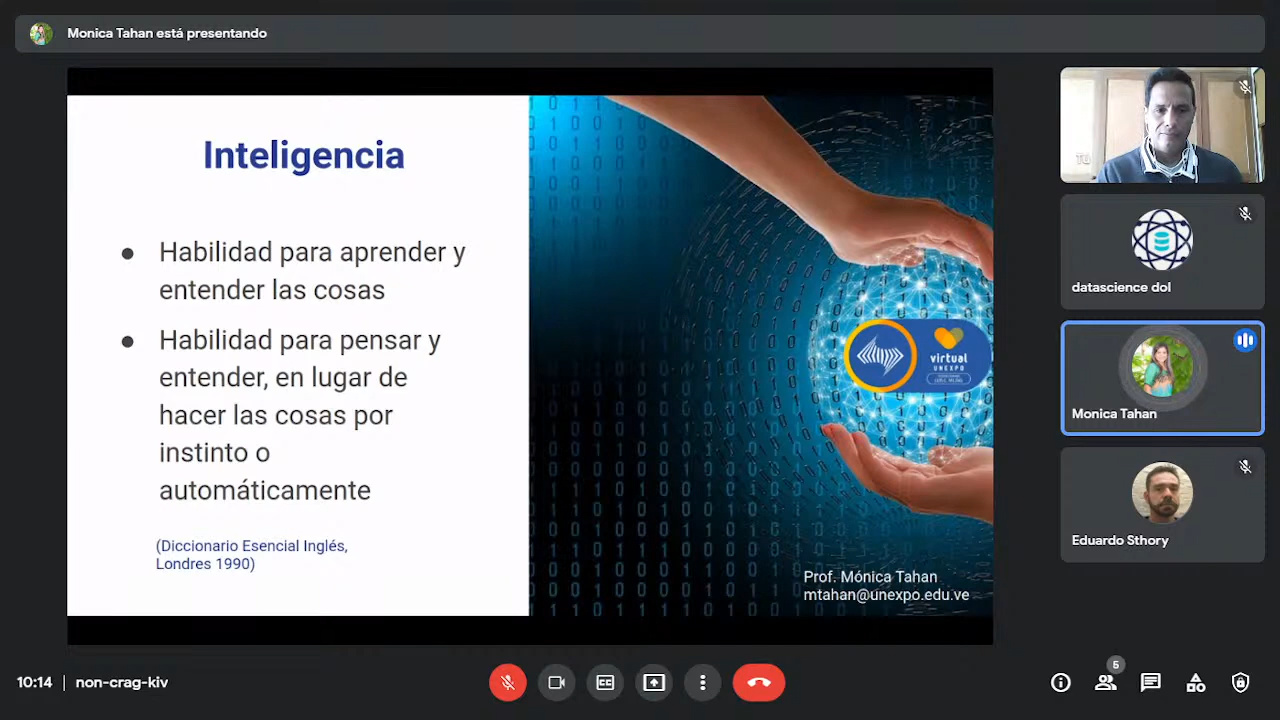 Monica Tahan está presentando
Inteligencia
● Habilidad para aprender y
entender las cosas
● Habilidad para pensar y
entender, en lugar de
hacer las cosas por
instinto o
automáticamente
(Diccionario Esencial Inglés,
Londres 1990)
virtual
UNEXPO
Prof. Mónica Tahan
mtahan@unexpo.edu.ve
datascience dol
Monica Tahan
Eduardo Sthory
10:14 | non-crag-kiv
6